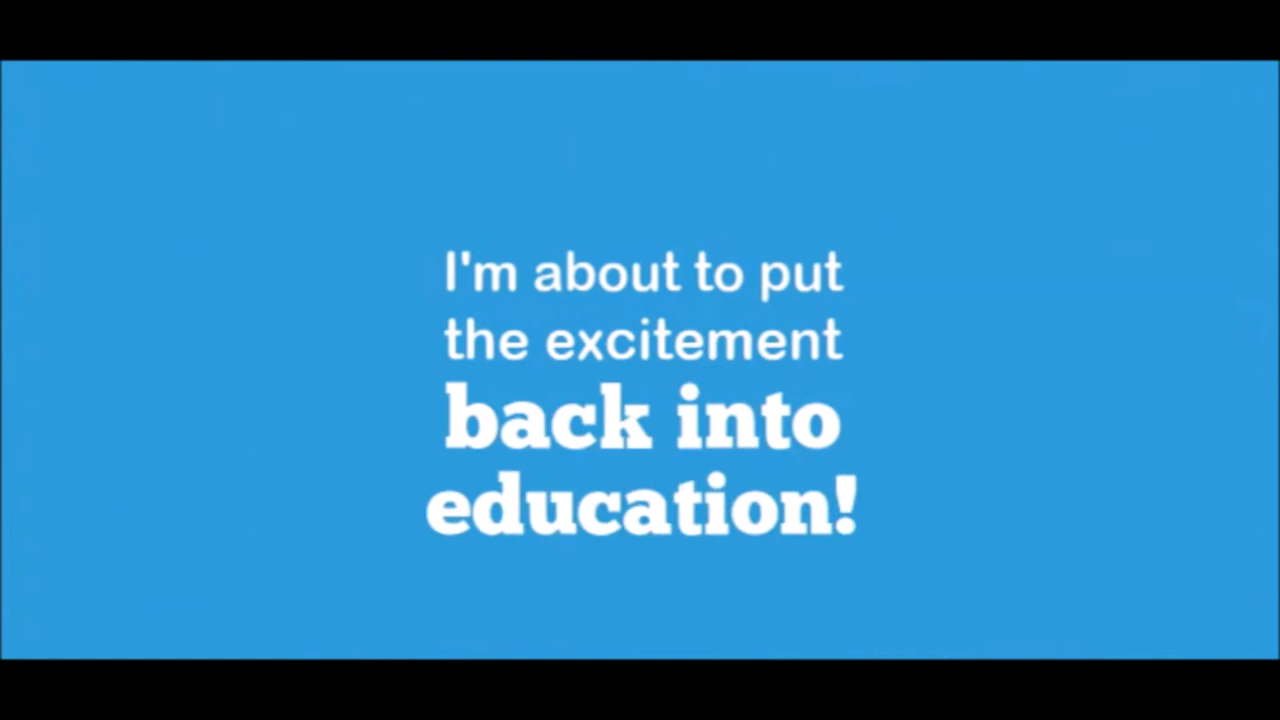 I'm about to put
the excitement
back into
education!